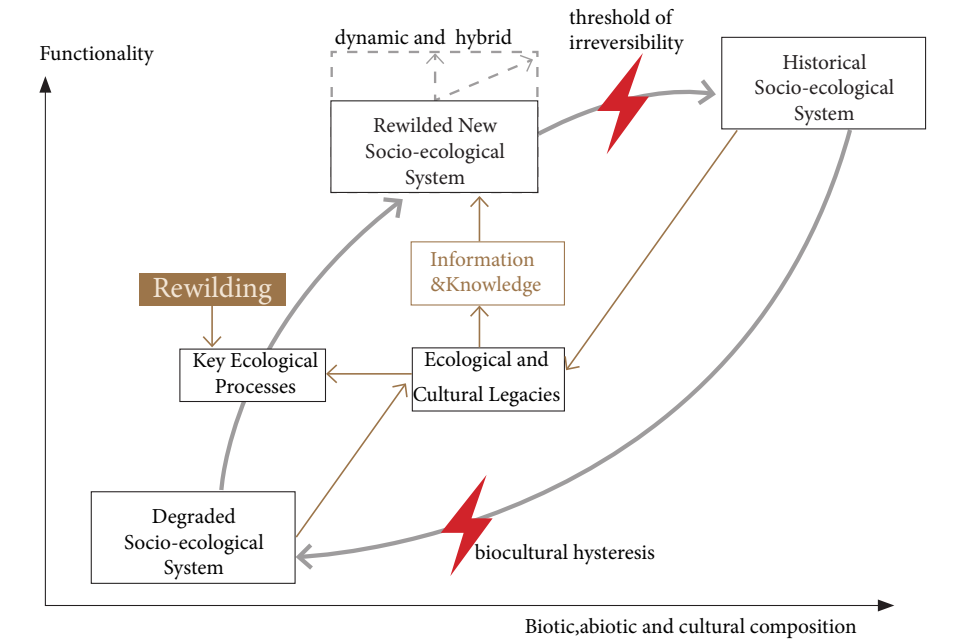 threshold of
irreversibility
dynamic and hybrid
Functionality
Historical
Socio-ecological
System
Rewilded New
Socio-ecological
System
Information
&Knowledge
Rewilding
Key Ecological
Processes
Ecological and
Cultural Legacies
Degraded
Socio-ecological
System
biocultural hysteresis
Biotic,abiotic and cultural composition